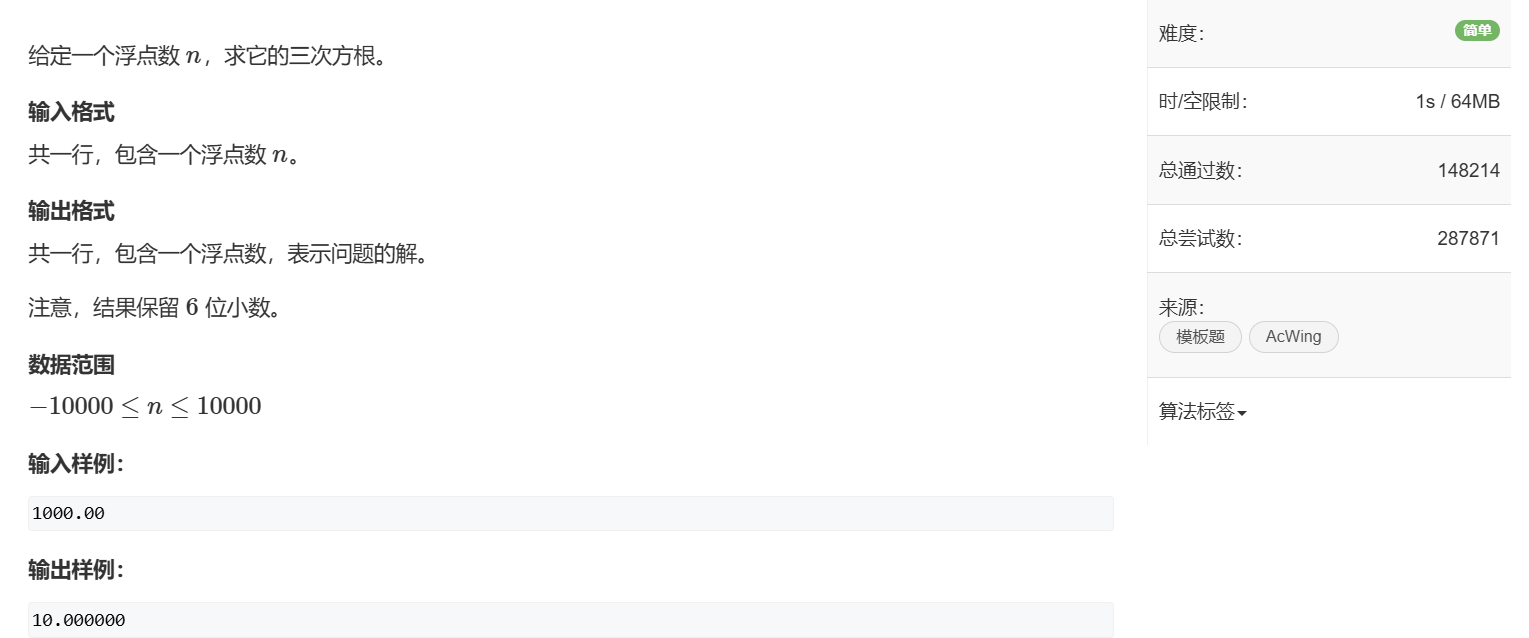 给定一个浮点数 n，求它的三次方根。
输入格式
共一行，包含一个浮点数 n。
输出格式
共一行，包含一个浮点数，表示问题的解。
注意，结果保留 6 位小数。
数据范围
−10000 ≤ n ≤ 10000
输入样例：
1000.00
输出样例：
10.000000
难度：
简单
时/空限制：
1s / 64MB
总通过数：
148214
总尝试数：
287871
来源：
模板题 AcWing
算法标签